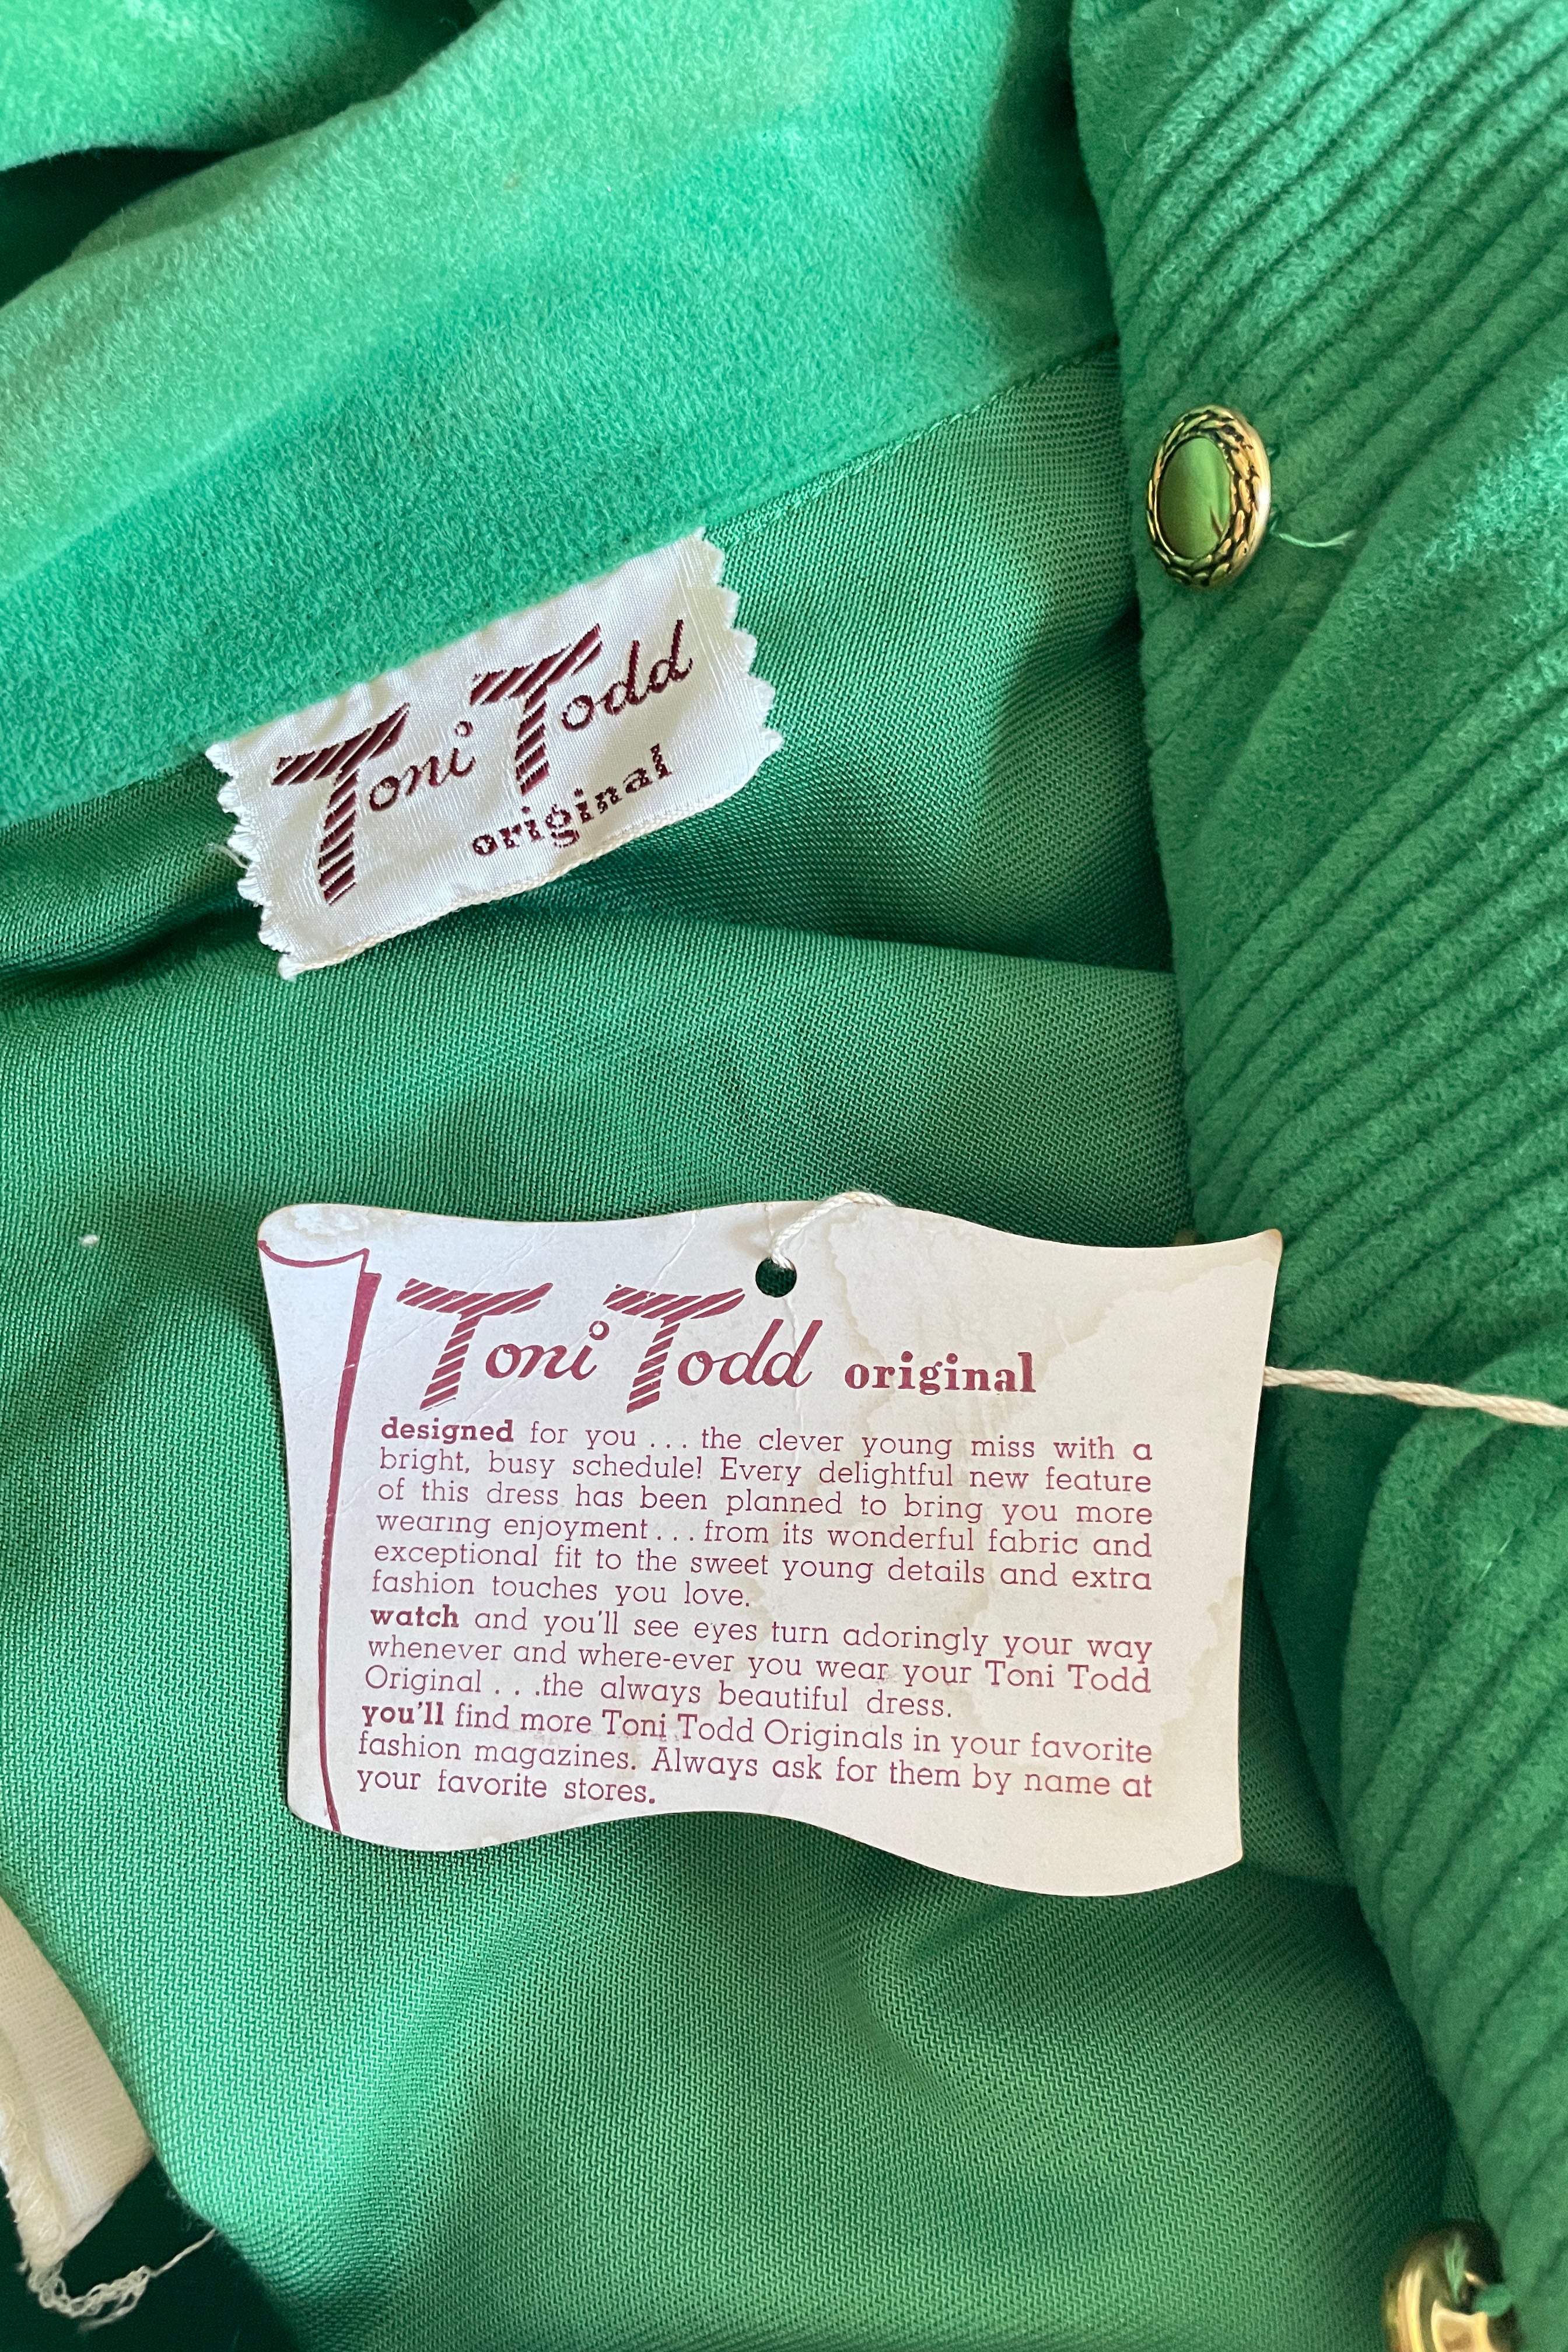 Toni Todd
original
Toni Todd original
designed for you ... the clever young miss with a
bright, busy schedule! Every delightful new feature
of this dress has been planned to bring you more
wearing enjoyment ... from its wonderful fabric and
exceptional fit to the sweet young details and extra
fashion touches you love.
watch and you'll see eyes turn adoringly your way
whenever and where-ever you wear your Toni Todd
Original . . .the always beautiful dress.
you'll find more Toni Todd Originals in your favorite
fashion magazines. Always ask for them by name at
your favorite stores.